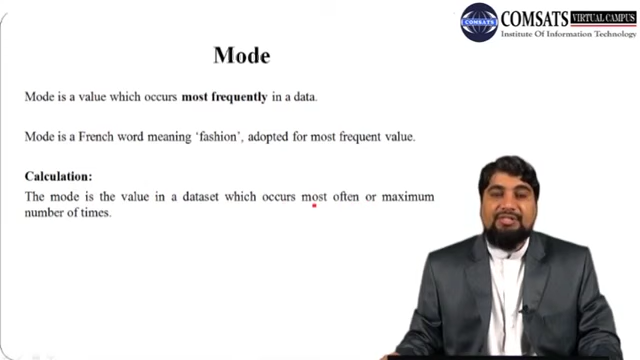 COMSATS VIRTUAL CAMPUS
Institute Of Information Technology
Mode
Mode is a value which occurs most frequently in a data.
Mode is a French word meaning ‘fashion’, adopted for most frequent value.
Calculation:
The mode is the value in a dataset which occurs most often or maximum
number of times.